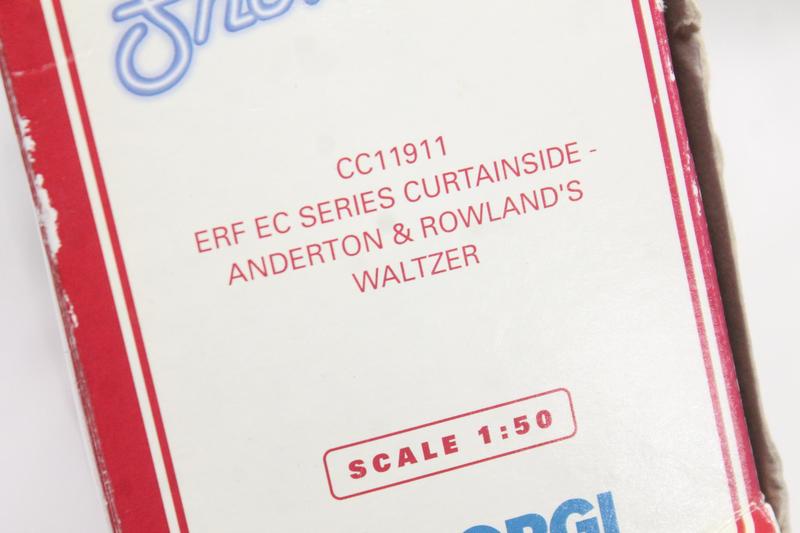 CC11911
ERF EC SERIES CURTAINSIDE -
ANDERTON & ROWLAND'S
WALTZER
SCALE 1:50